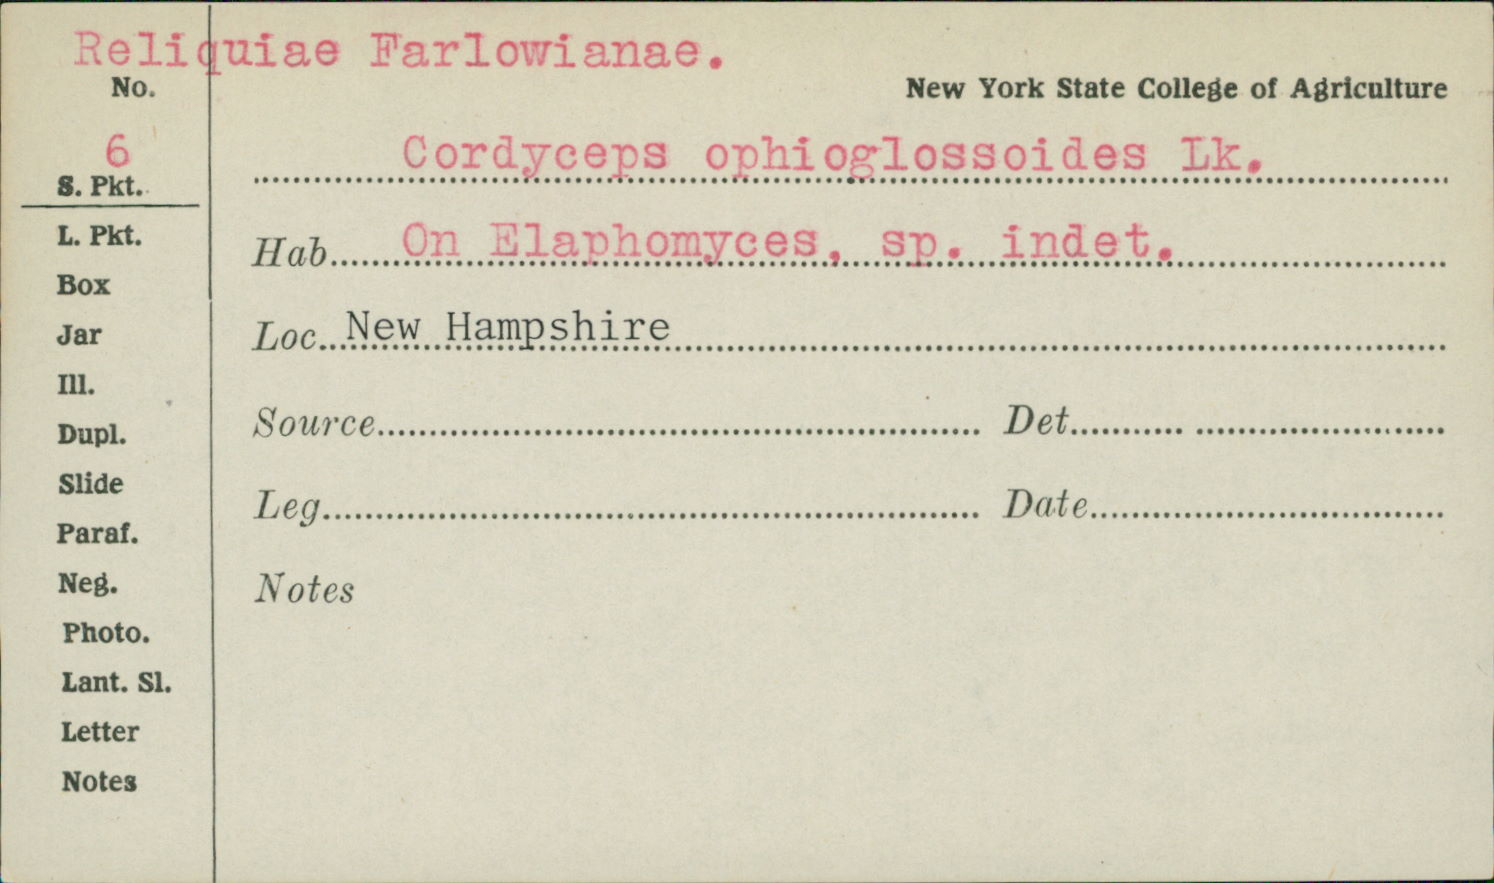 Reliquiae Farlowianae.
No.
New York State College of Agriculture
6
Cordyceps ophioglossoides Lk.
S. Pkt.
L. Pkt.
Hab.....On Elaphomyces, sp. indet.
Box
Jar
Loc...New Hampshire
Ill.
Dupl.
Source
Det
Slide
Leg
Date
Paraf.
Neg.
Notes
Photo.
Lant. Sl.
Letter
Notes